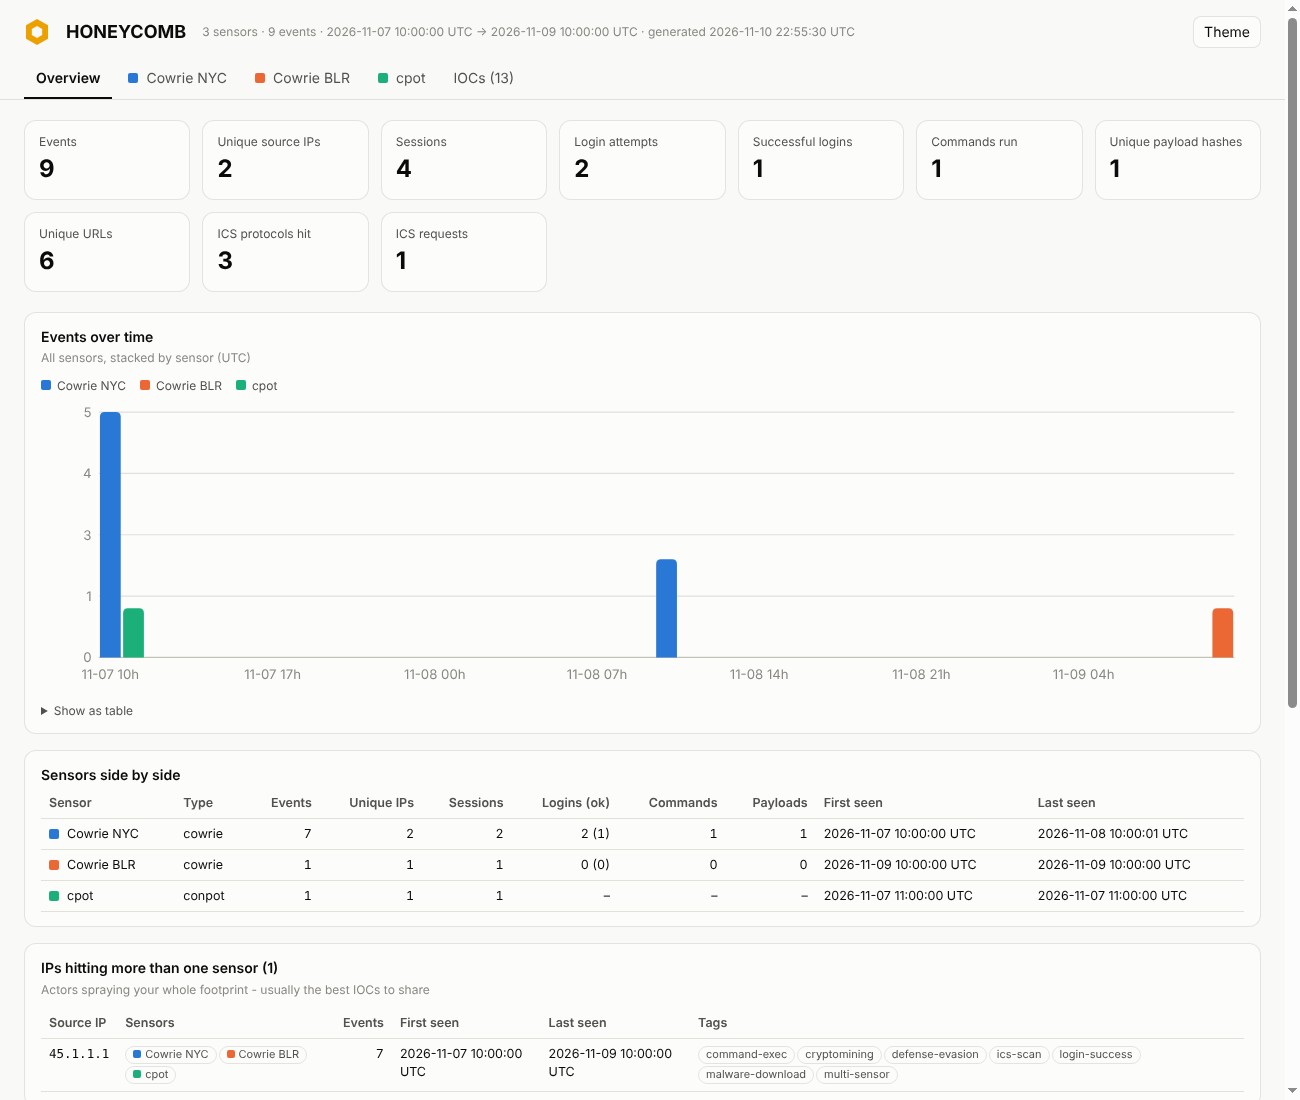 HONEYCOMB 3 sensors · 9 events · 2026-11-07 10:00:00 UTC → 2026-11-09 10:00:00 UTC · generated 2026-11-10 22:55:30 UTC Theme
Overview Cowrie NYC Cowrie BLR cpot IOCs (13)
Events Unique source IPs Sessions Login attempts Successful logins Commands run Unique payload hashes
9 2 4 2 1 1 1
Unique URLs ICS protocols hit ICS requests
6 3 1
Events over time
All sensors, stacked by sensor (UTC)
Cowrie NYC Cowrie BLR cpot
5
4
3
1
0
11-07 10h 11-07 17h 11-08 00h 11-08 07h 11-08 14h 11-08 21h 11-09 04h
Show as table
Sensors side by side
Sensor Type Events Unique IPs Sessions Logins (ok) Commands Payloads First seen Last seen
Cowrie NYC cowrie 7 2 2 2 (1) 1 1 2026-11-07 10:00:00 UTC 2026-11-08 10:00:01 UTC
Cowrie BLR cowrie 1 1 1 0 (0) 0 0 2026-11-09 10:00:00 UTC 2026-11-09 10:00:00 UTC
cpot conpot 1 1 1 – – – 2026-11-07 11:00:00 UTC 2026-11-07 11:00:00 UTC
IPs hitting more than one sensor (1)
Actors spraying your whole footprint - usually the best IOCs to share
Source IP Sensors Events First seen Last seen Tags
45.1.1.1 Cowrie NYC Cowrie BLR 7 2026-11-07 10:00:00 2026-11-09 10:00:00 command-exec cryptomining defense-evasion ics-scan login-success
cpot UTC UTC malware-download multi-sensor